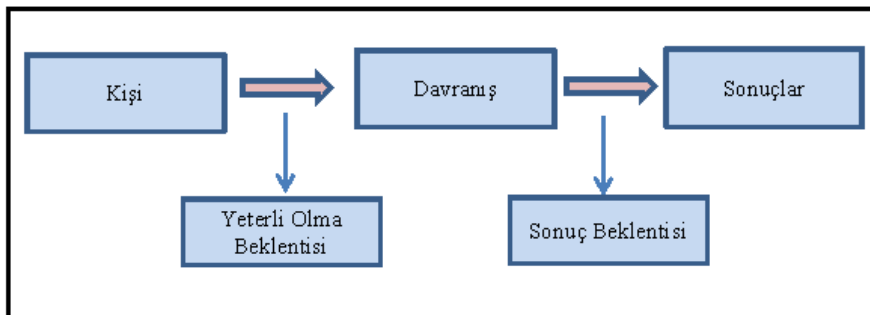 Kişi
Davranış
Sonuçlar
Yeterli Olma
Beklentisi
Sonuç Beklentisi